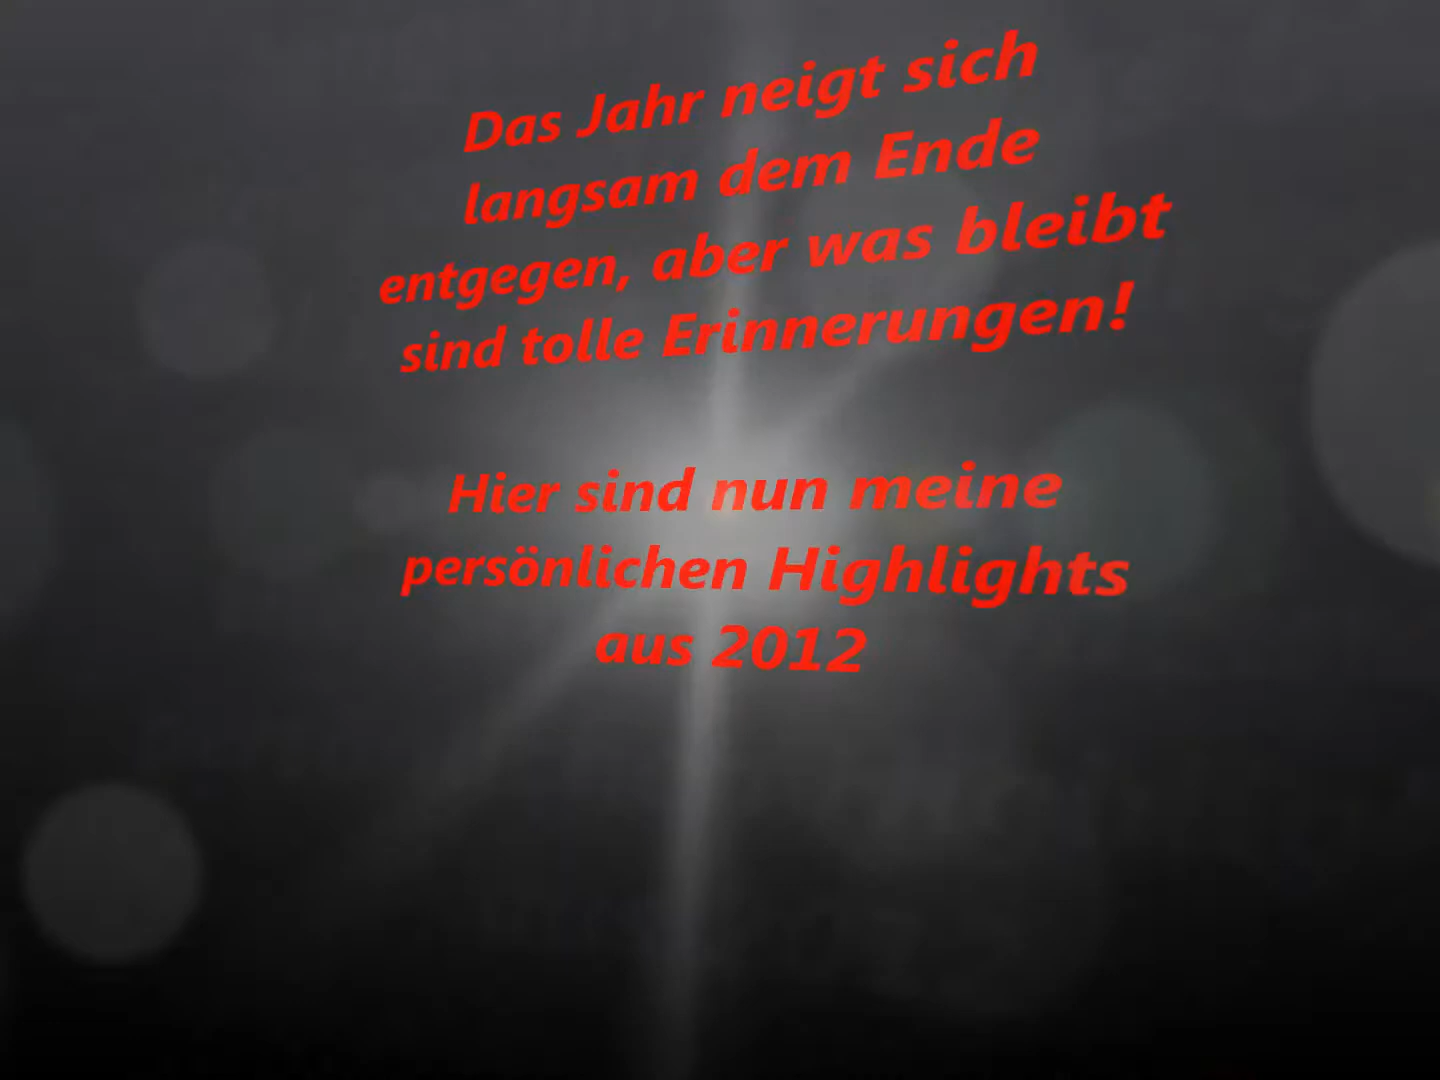 Das Jahr neigt sich
langsam dem Ende
entgegen, aber was bleibt
sind tolle Erinnerungen!
Hier sind nun meine
persönlichen Highlights
aus 2012